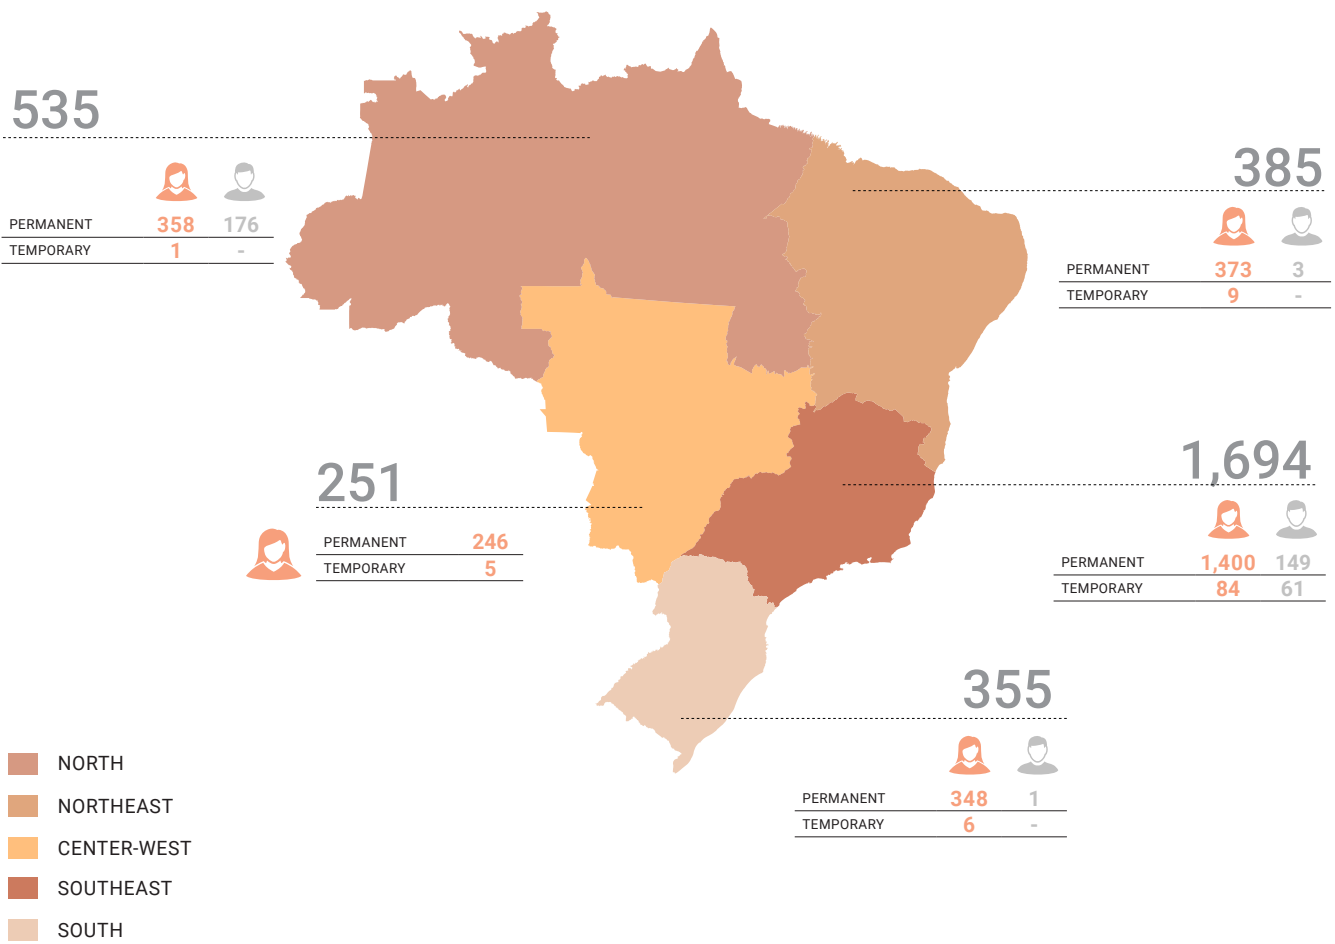 535
PERMANENT 358 176
TEMPORARY 1 -
385
PERMANENT 373 3
TEMPORARY 9 -
251
PERMANENT 246
TEMPORARY 5
1,694
PERMANENT 1,400 149
TEMPORARY 84 61
355
PERMANENT 348 1
TEMPORARY 6 -
NORTH
NORTHEAST
CENTER-WEST
SOUTHEAST
SOUTH